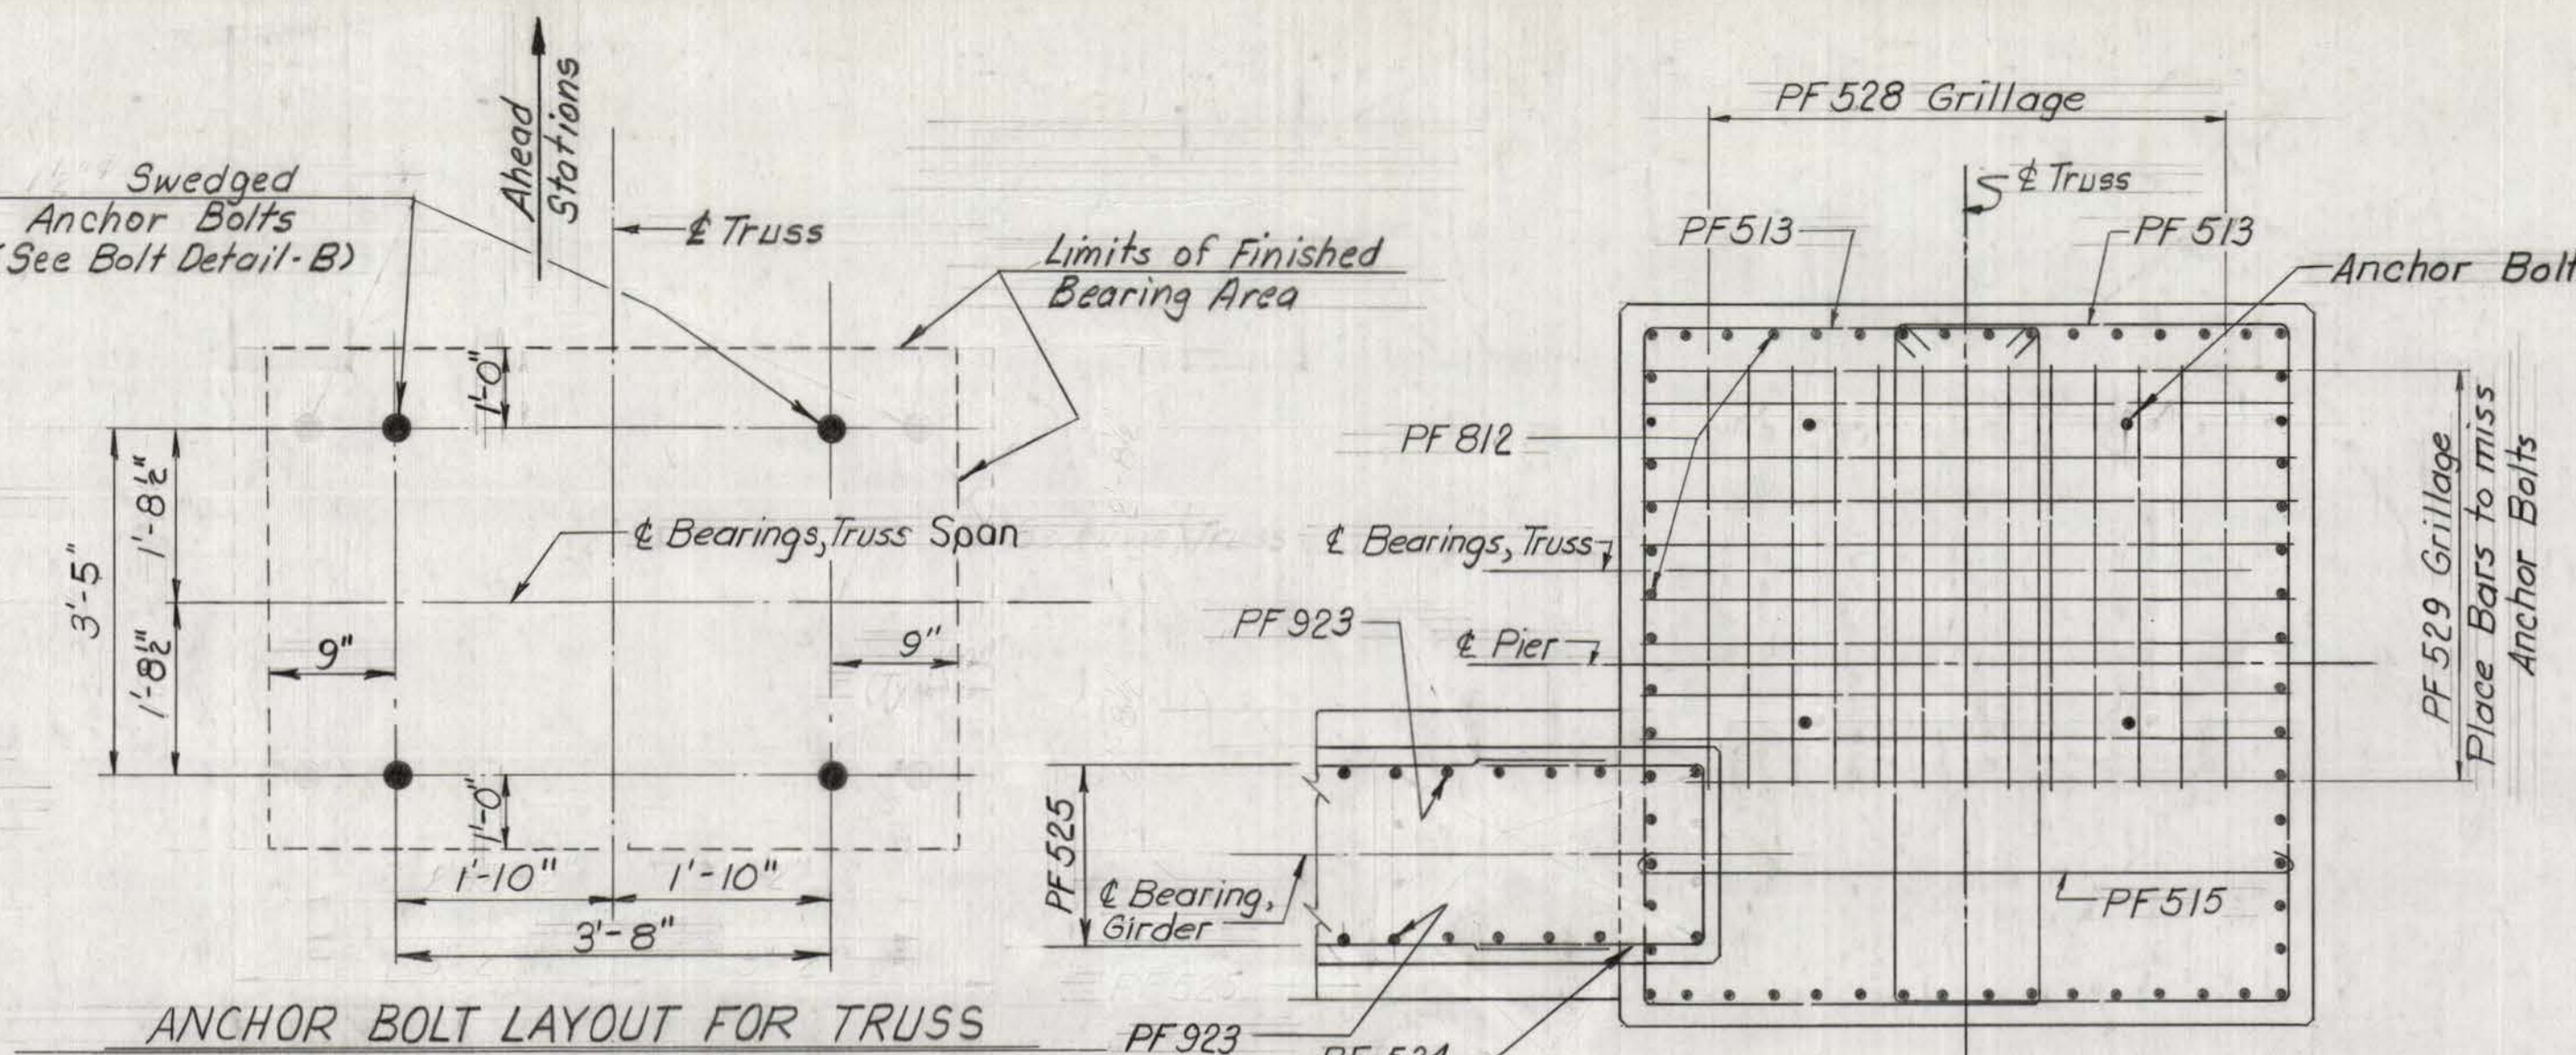 Swedged
Anchor Bolts
(See Bolt Detail-B)
Ahead
Stations
℄ Truss
Limits of Finished
Bearing Area
1'-0"
1'-8½"
3'-5"
℄ Bearings, Truss Span
1'-8½"
9"
9"
1'-0"
1'-10"
1'-10"
3'-8"
ANCHOR BOLT LAYOUT FOR TRUSS
PF 528 Grillage
℄ Truss
PF 513
PF 513
Anchor Bolt
PF 812
℄ Bearings, Truss
PF 923
℄ Pier
PF 529 Grillage
Place Bars to miss
Anchor Bolts
PF 525
℄ Bearing,
Girder
PF 515
PF 923